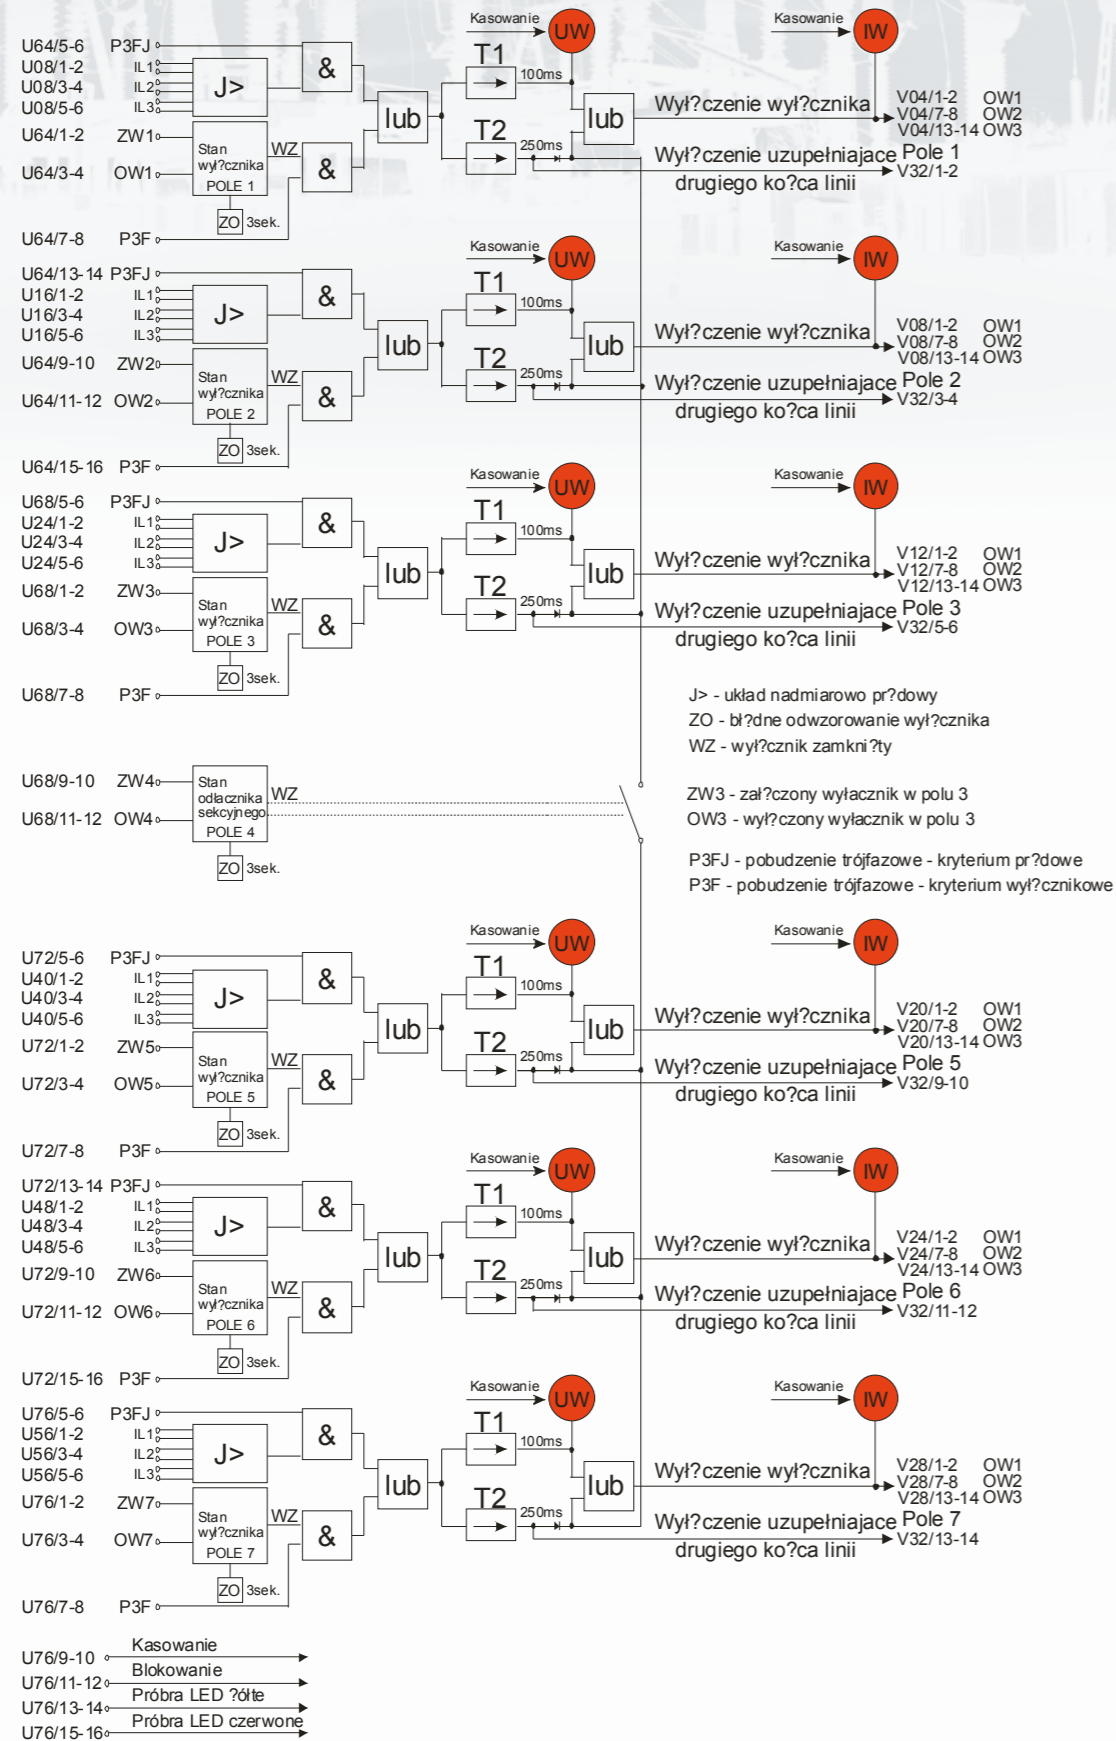 Kasowanie UW Kasowanie IW
U64/5-6 P3FJ
U08/1-2 IL1
U08/3-4 IL2
U08/5-6 IL3
J> & lub
T1 100ms
T2 250ms
lub
Wył?czenie wył?cznika
V04/1-2 OW1
V04/7-8 OW2
V04/13-14 OW3
U64/1-2 ZW1
U64/3-4 OW1
Stan
wył?cznika
POLE 1
WZ &
Wył?czenie uzupełniajace Pole 1
drugiego ko?ca linii
V32/1-2
ZO 3sek.
U64/7-8 P3F
Kasowanie UW Kasowanie IW
U64/13-14 P3FJ
U16/1-2 IL1
U16/3-4 IL2
U16/5-6 IL3
J> & lub
T1 100ms
T2 250ms
lub
Wył?czenie wył?cznika
V08/1-2 OW1
V08/7-8 OW2
V08/13-14 OW3
U64/9-10 ZW2
U64/11-12 OW2
Stan
wył?cznika
POLE 2
WZ &
Wył?czenie uzupełniajace Pole 2
drugiego ko?ca linii
V32/3-4
ZO 3sek.
U64/15-16 P3F
Kasowanie UW Kasowanie IW
U68/5-6 P3FJ
U24/1-2 IL1
U24/3-4 IL2
U24/5-6 IL3
J> & lub
T1 100ms
T2 250ms
lub
Wył?czenie wył?cznika
V12/1-2 OW1
V12/7-8 OW2
V12/13-14 OW3
U68/1-2 ZW3
U68/3-4 OW3
Stan
wył?cznika
POLE 3
WZ &
Wył?czenie uzupełniajace Pole 3
drugiego ko?ca linii
V32/5-6
ZO 3sek.
U68/7-8 P3F
J> - układ nadmiarowo pr?dowy
ZO - bł?dne odwzorowanie wył?cznika
WZ - wył?cznik zamkni?ty
U68/9-10 ZW4
U68/11-12 OW4
Stan
odłacznika
sekcyjnego
POLE 4
WZ
ZO 3sek.
ZW3 - zał?czony wyłacznik w polu 3
OW3 - wył?czony wyłacznik w polu 3
P3FJ - pobudzenie trójfazowe - kryterium pr?dowe
P3F - pobudzenie trójfazowe - kryterium wył?cznikowe
Kasowanie UW Kasowanie IW
U72/5-6 P3FJ
U40/1-2 IL1
U40/3-4 IL2
U40/5-6 IL3
J> & lub
T1 100ms
T2 250ms
lub
Wył?czenie wył?cznika
V20/1-2 OW1
V20/7-8 OW2
V20/13-14 OW3
U72/1-2 ZW5
U72/3-4 OW5
Stan
wył?cznika
POLE 5
WZ &
Wył?czenie uzupełniajace Pole 5
drugiego ko?ca linii
V32/9-10
ZO 3sek.
U72/7-8 P3F
Kasowanie UW Kasowanie IW
U72/13-14 P3FJ
U48/1-2 IL1
U48/3-4 IL2
U48/5-6 IL3
J> & lub
T1 100ms
T2 250ms
lub
Wył?czenie wył?cznika
V24/1-2 OW1
V24/7-8 OW2
V24/13-14 OW3
U72/9-10 ZW6
U72/11-12 OW6
Stan
wył?cznika
POLE 6
WZ &
Wył?czenie uzupełniajace Pole 6
drugiego ko?ca linii
V32/11-12
ZO 3sek.
U72/15-16 P3F
Kasowanie UW Kasowanie IW
U76/5-6 P3FJ
U56/1-2 IL1
U56/3-4 IL2
U56/5-6 IL3
J> & lub
T1 100ms
T2 250ms
lub
Wył?czenie wył?cznika
V28/1-2 OW1
V28/7-8 OW2
V28/13-14 OW3
U76/1-2 ZW7
U76/3-4 OW7
Stan
wył?cznika
POLE 7
WZ &
Wył?czenie uzupełniajace Pole 7
drugiego ko?ca linii
V32/13-14
ZO 3sek.
U76/7-8 P3F
U76/9-10 Kasowanie
U76/11-12 Blokowanie
U76/13-14 Próbra LED ?ółte
U76/15-16 Próbra LED czerwone